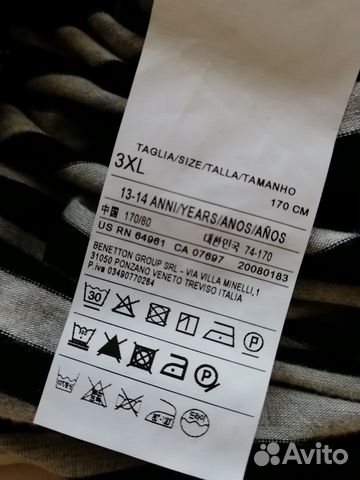 TAGLIA/SIZE/TALLA/TAMANHO
3XL
170 CM
13-14 ANNI/YEARS/ANOS/AÑOS
中国 170/80 대한민국 74-170
US RN 64961 CA 07697 20080183
BENETTON GROUP SRL - VIA VILLA MINELLI,1
31050 PONZANO VENETO TREVISO ITALIA
P.iva 03490770264
30
P
P
Avito